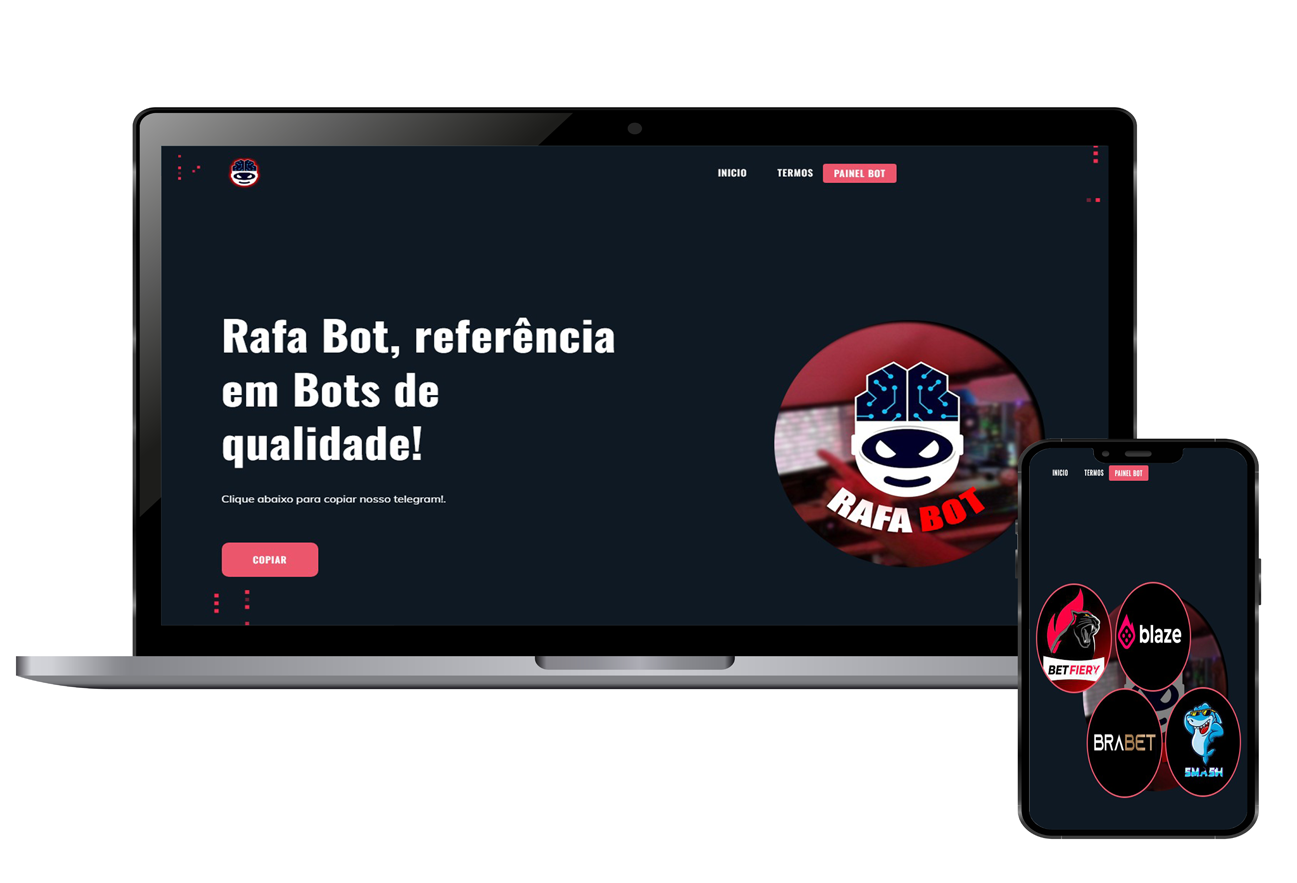 INICIO
TERMOS
PAINEL BOT
Rafa Bot, referência
em Bots de
qualidade!
Clique abaixo para copiar nosso telegram!.
COPIAR
RAFA BOT
INICIO
TERMOS
PAINEL BOT
BETFIERY
blaze
BRABET
SMASH